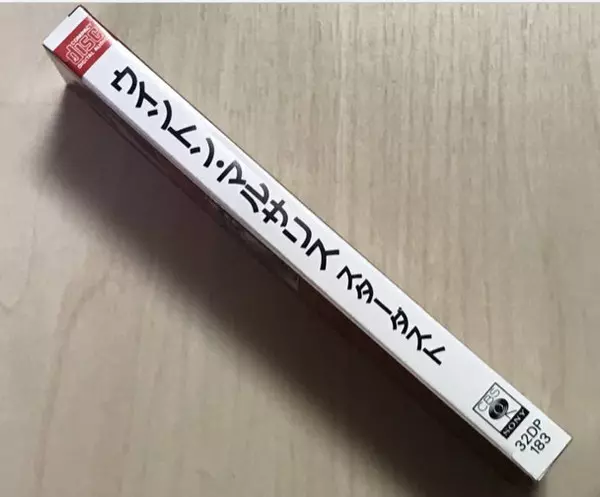 COMPACT
disc
DIGITAL AUDIO
ウイントン・マルサリス スターダスト
CBS
SONY
32DP
183